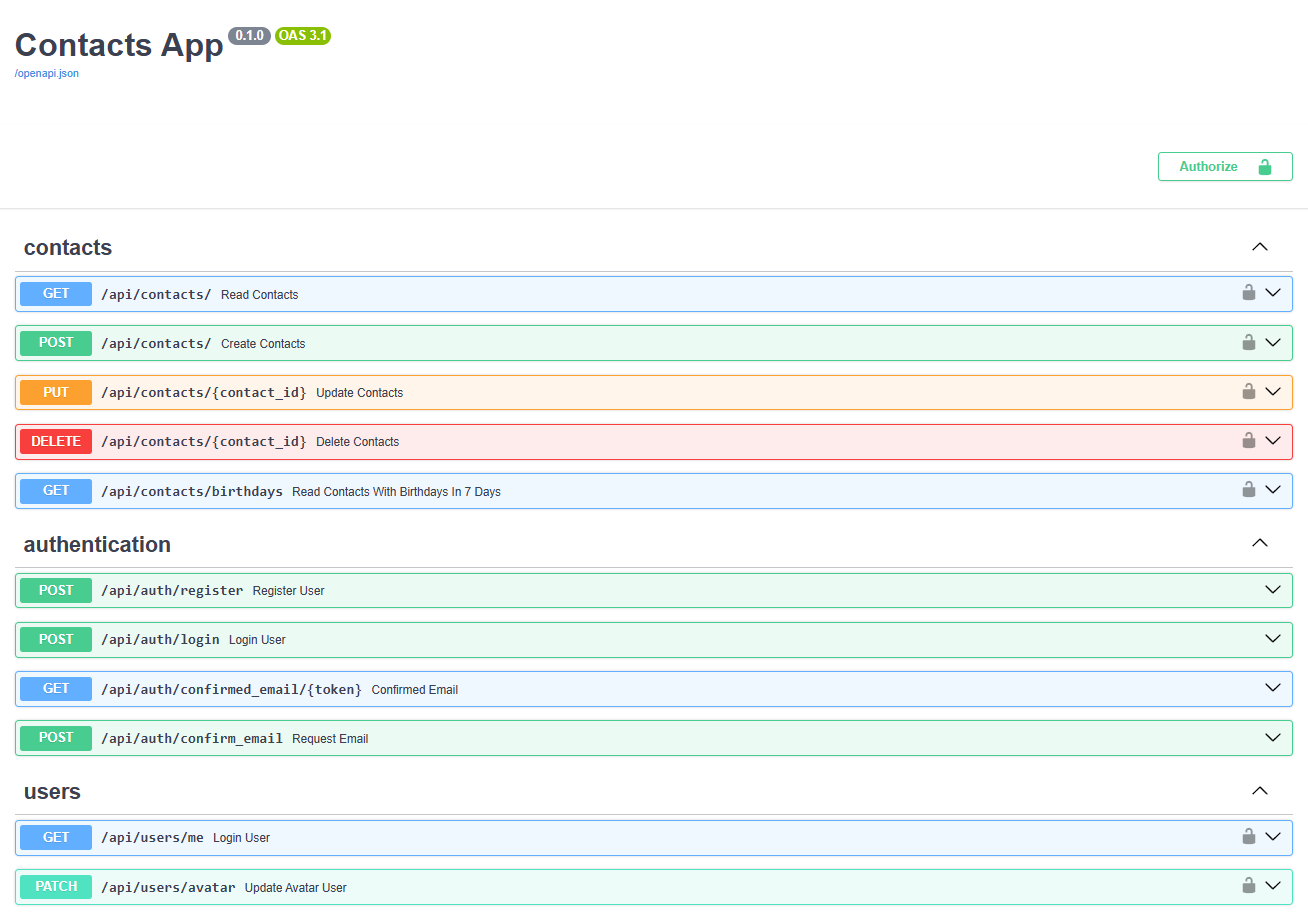 Contacts App 0.1.0 OAS 3.1
/openapi.json
Authorize
contacts
GET /api/contacts/ Read Contacts
POST /api/contacts/ Create Contacts
PUT /api/contacts/{contact_id} Update Contacts
DELETE /api/contacts/{contact_id} Delete Contacts
GET /api/contacts/birthdays Read Contacts With Birthdays In 7 Days
authentication
POST /api/auth/register Register User
POST /api/auth/login Login User
GET /api/auth/confirmed_email/{token} Confirmed Email
POST /api/auth/confirm_email Request Email
users
GET /api/users/me Login User
PATCH /api/users/avatar Update Avatar User